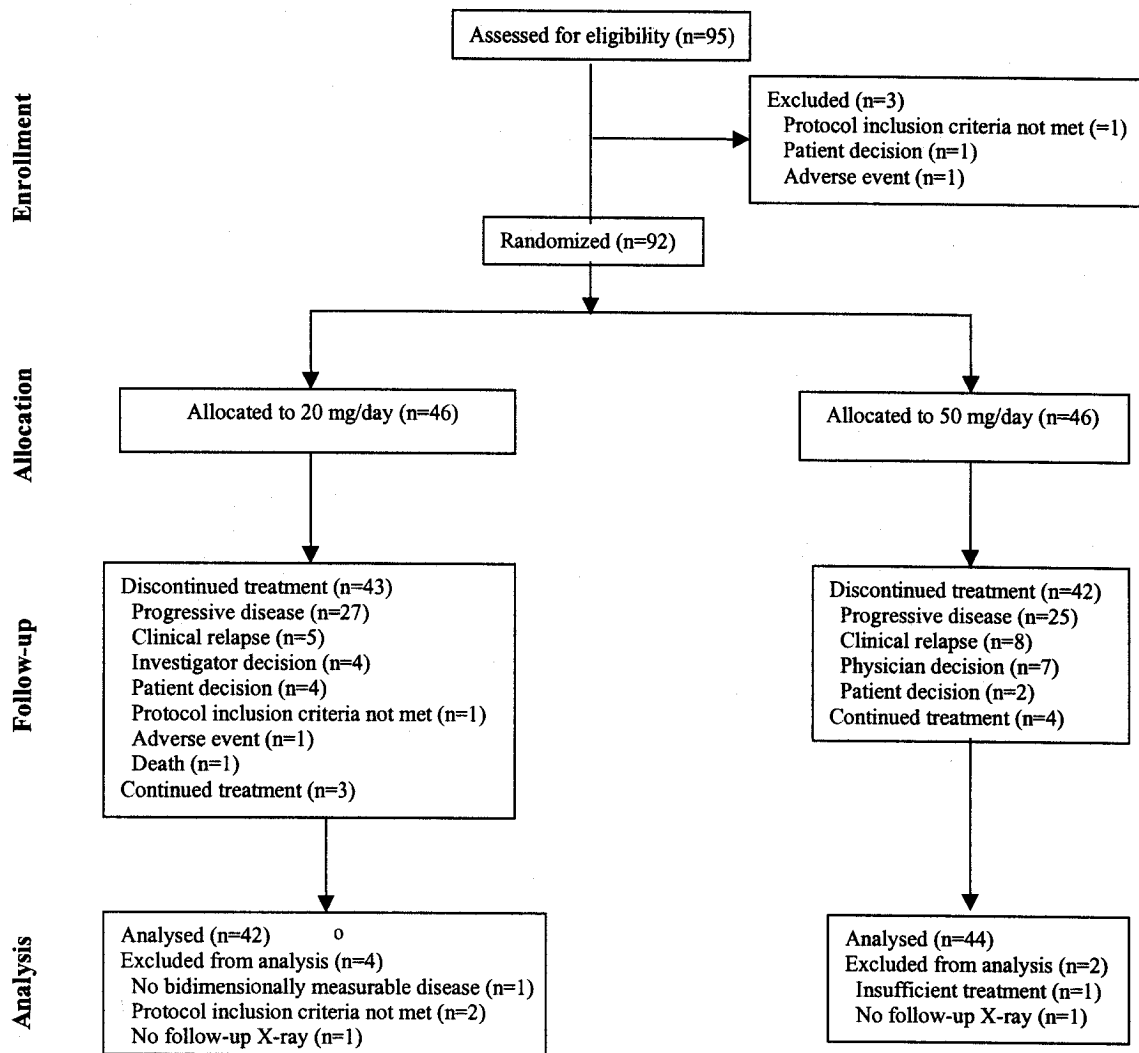 Assessed for eligibility (n=95)
Enrollment
Excluded (n=3)
Protocol inclusion criteria not met (=1)
Patient decision (n=1)
Adverse event (n=1)
Randomized (n=92)
Allocation
Allocated to 20 mg/day (n=46)
Allocated to 50 mg/day (n=46)
Follow-up
Discontinued treatment (n=43)
Progressive disease (n=27)
Clinical relapse (n=5)
Investigator decision (n=4)
Patient decision (n=4)
Protocol inclusion criteria not met (n=1)
Adverse event (n=1)
Death (n=1)
Continued treatment (n=3)
Discontinued treatment (n=42)
Progressive disease (n=25)
Clinical relapse (n=8)
Physician decision (n=7)
Patient decision (n=2)
Continued treatment (n=4)
Analysis
Analysed (n=42) o
Excluded from analysis (n=4)
No bidimensionally measurable disease (n=1)
Protocol inclusion criteria not met (n=2)
No follow-up X-ray (n=1)
Analysed (n=44)
Excluded from analysis (n=2)
Insufficient treatment (n=1)
No follow-up X-ray (n=1)